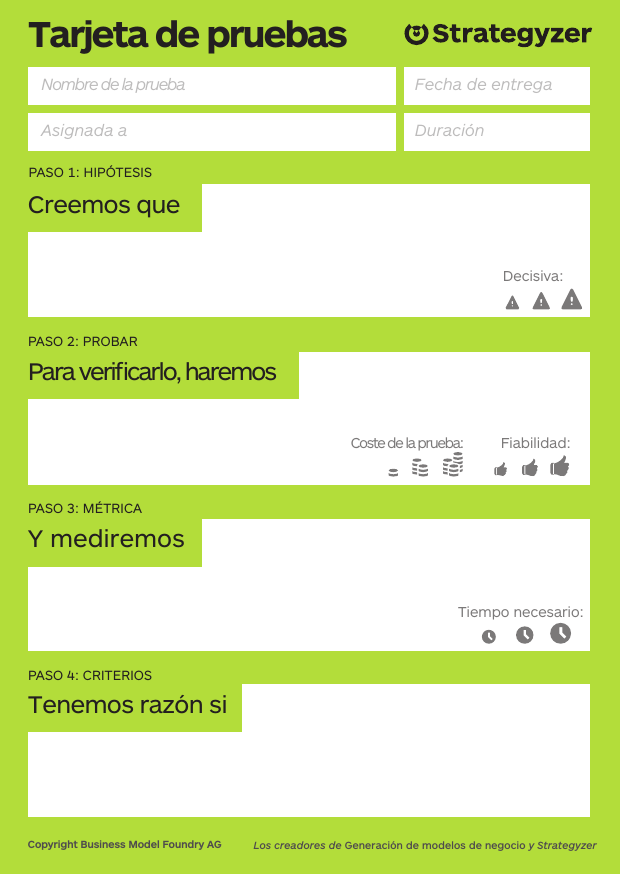 Tarjeta de pruebas
Strategyzer
Nombre de la prueba
Fecha de entrega
Asignada a
Duración
PASO 1: HIPÓTESIS
Creemos que
Decisiva:
PASO 2: PROBAR
Para verificarlo, haremos
Coste de la prueba:
Fiabilidad:
PASO 3: MÉTRICA
Y mediremos
Tiempo necesario:
PASO 4: CRITERIOS
Tenemos razón si
Copyright Business Model Foundry AG
Los creadores de Generación de modelos de negocio y Strategyzer